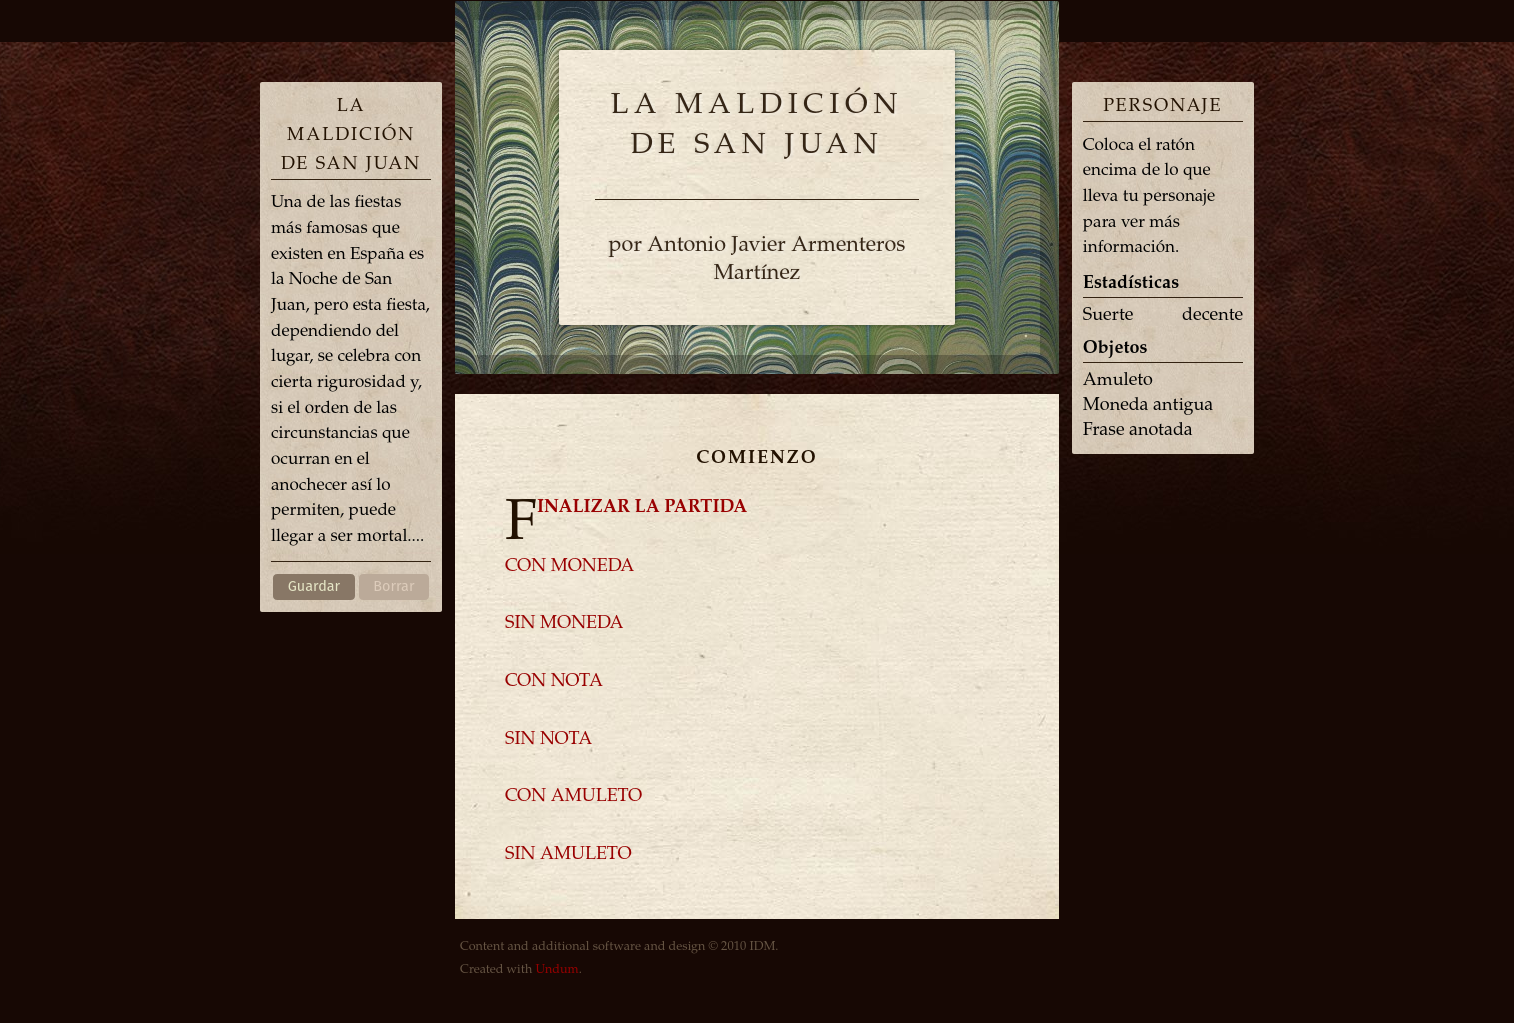 LA
MALDICIÓN
DE SAN JUAN
Una de las fiestas
más famosas que
existen en España es
la Noche de San
Juan, pero esta fiesta,
dependiendo del
lugar, se celebra con
cierta rigurosidad y,
si el orden de las
circunstancias que
ocurran en el
anochecer así lo
permiten, puede
llegar a ser mortal....
Guardar Borrar
LA MALDICIÓN
DE SAN JUAN
por Antonio Javier Armenteros
Martínez
COMIENZO
FINALIZAR LA PARTIDA
CON MONEDA
SIN MONEDA
CON NOTA
SIN NOTA
CON AMULETO
SIN AMULETO
Content and additional software and design © 2010 IDM.
Created with Undum.
PERSONAJE
Coloca el ratón
encima de lo que
lleva tu personaje
para ver más
información.
Estadísticas
Suerte decente
Objetos
Amuleto
Moneda antigua
Frase anotada